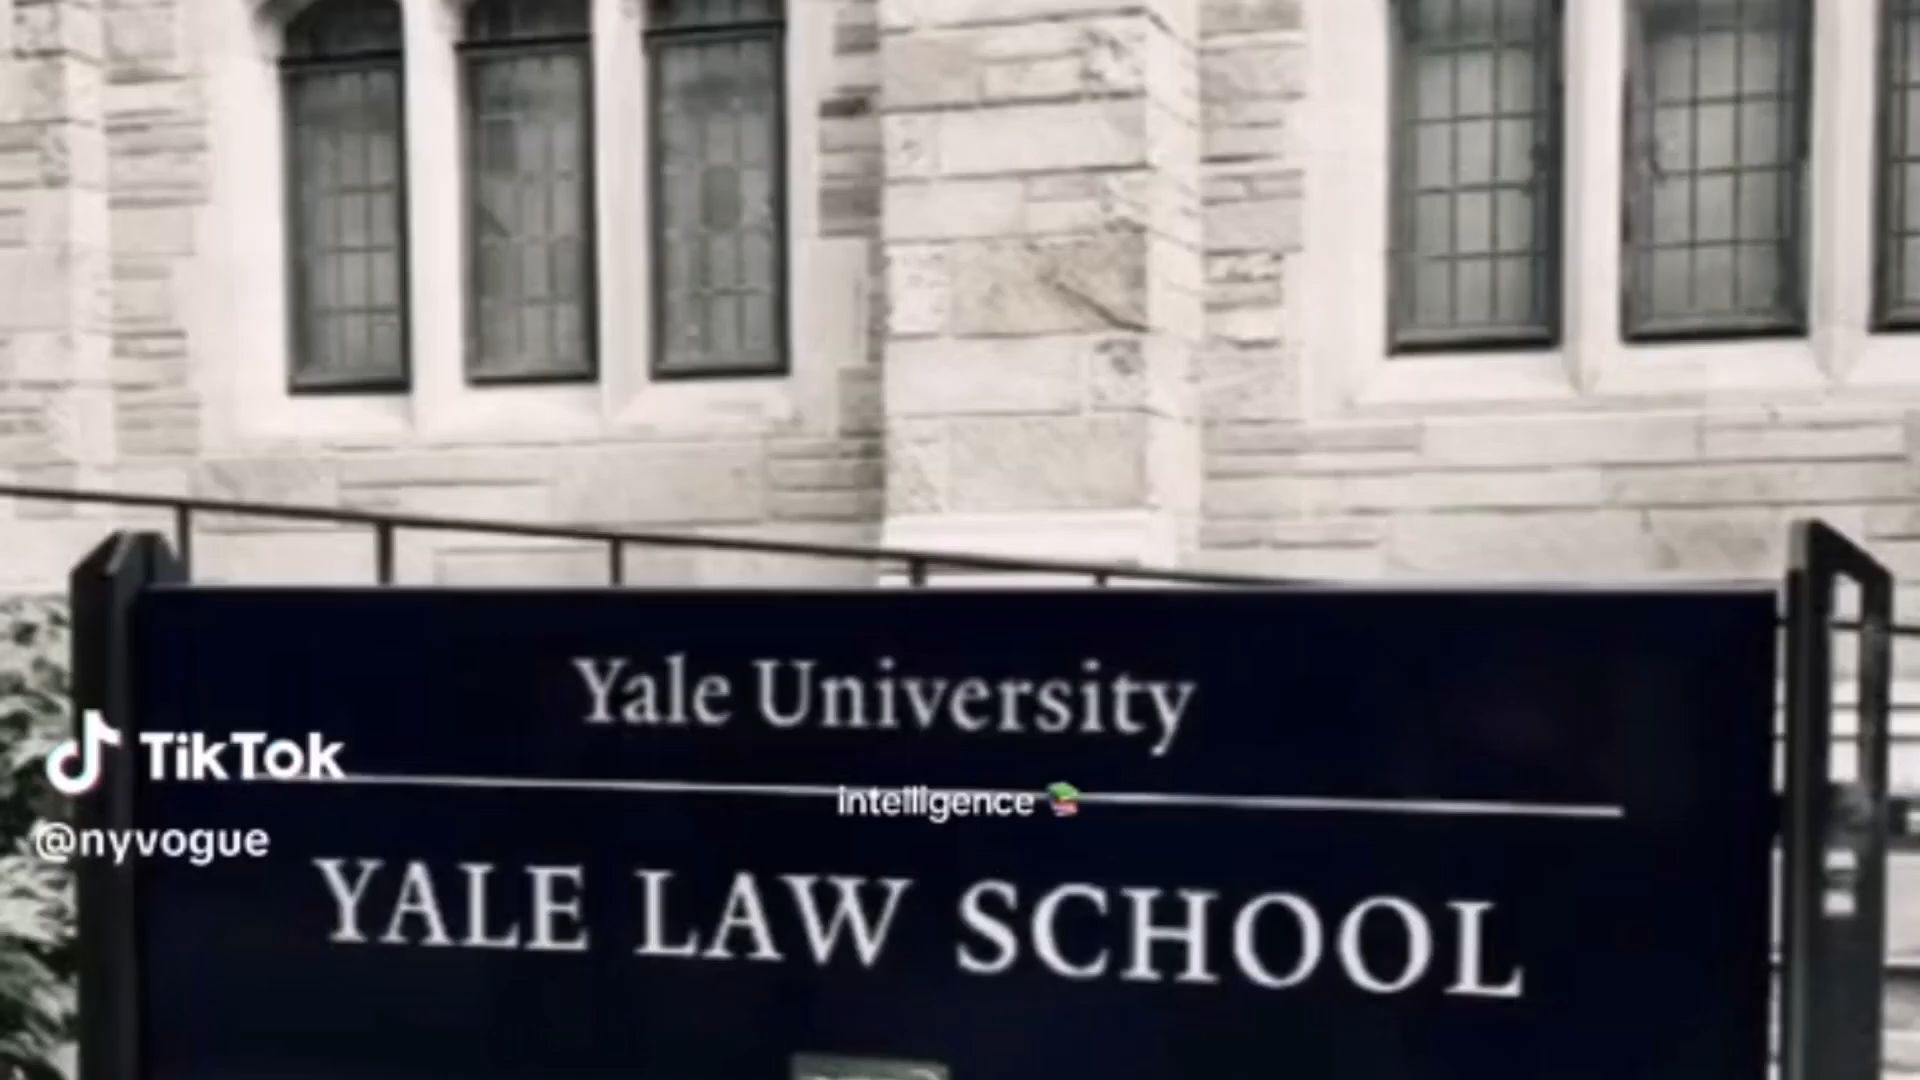 Yale University
TikTok
intelligence 📚
@nyvogue
YALE LAW SCHOOL